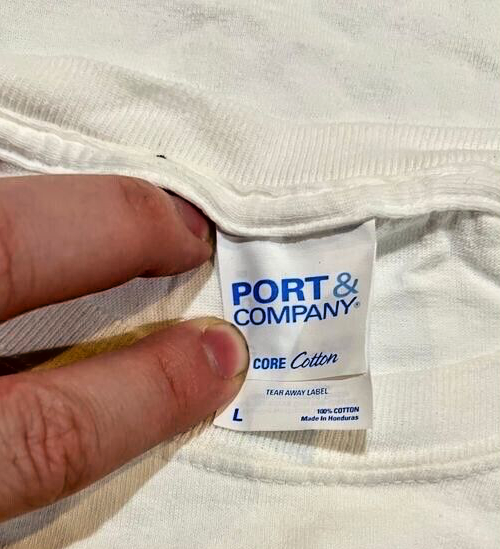 PORT &
COMPANY®
CORE Cotton
TEAR AWAY LABEL
L
100% COTTON
Made in Honduras